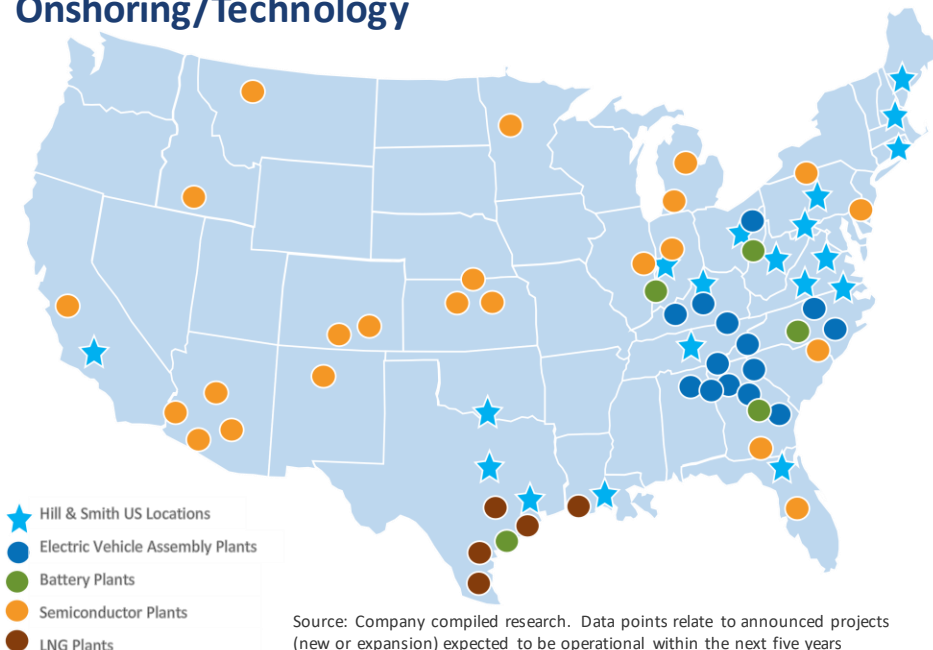 Onshoring/Technology
Hill & Smith US Locations
Electric Vehicle Assembly Plants
Battery Plants
Semiconductor Plants
LNG Plants
Source: Company compiled research. Data points relate to announced projects
(new or expansion) expected to be operational within the next five years